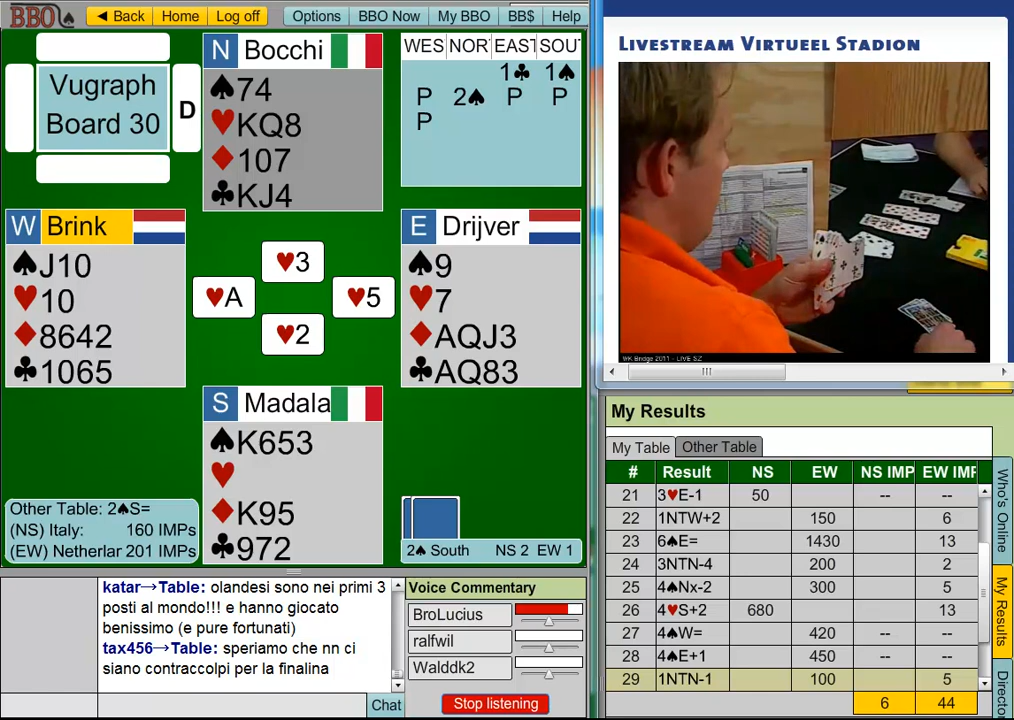 BBO ◄ Back Home Log off Options BBO Now My BBO BB$ Help
N Bocchi
♠74
♥KQ8
♦107
♣KJ4
Vugraph
Board 30
D
WES NOR EAST SOU
1♣ 1♠
P 2♠ P P
P
W Brink
♠J10
♥10
♦8642
♣1065
♥3
♥A
♥5
♥2
E Drijver
♠9
♥7
♦AQJ3
♣AQ83
S Madala
♠K653
♥
♦K95
♣972
Other Table: 2♠S=
(NS) Italy: 160 IMPs
(EW) Netherlar 201 IMPs
2♠ South NS 2 EW 1
katar→Table: olandesi sono nei primi 3
posti al mondo!!! e hanno giocato
benissimo (e pure fortunati)
tax456→Table: speriamo che nn ci
siano contraccolpi per la finalina
Chat
Voice Commentary
BroLucius
ralfwil
Walddk2
Stop listening
Livestream Virtueel Stadion
WK Bridge 2011 - LIVE SZ
My Results
My Table Other Table
# Result NS EW NS IMP EW IMF
21 3♥E-1 50 -- --
22 1NTW+2 150 6
23 6♠E= 1430 13
24 3NTN-4 200 2
25 4♠Nx-2 300 5
26 4♥S+2 680 13
27 4♠W= 420 -- --
28 4♠E+1 450 -- --
29 1NTN-1 100 5
6 44
Who's Online
My Results
Director